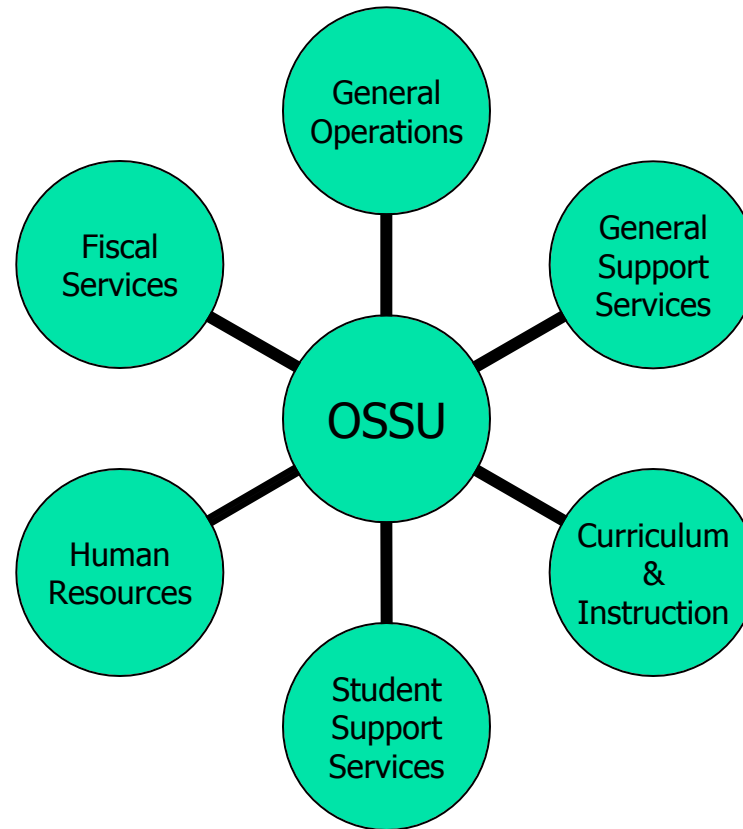 General
Operations
Fiscal
Services
General
Support
Services
OSSU
Human
Resources
Curriculum
&
Instruction
Student
Support
Services